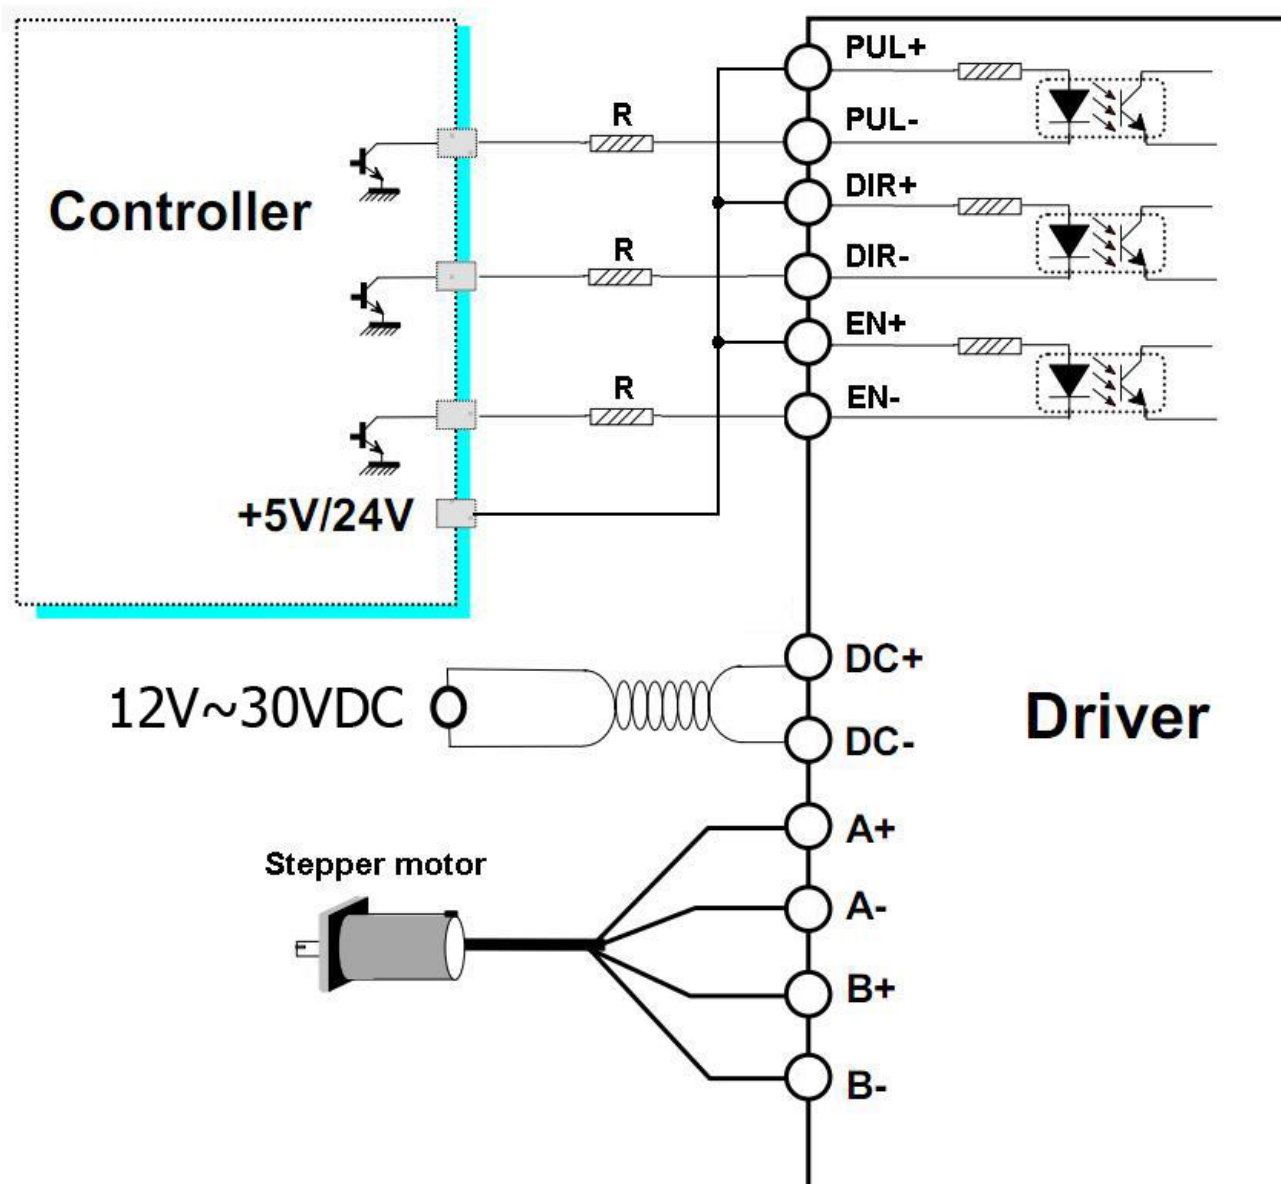 PUL+
R
PUL-
DIR+
Controller
R
DIR-
EN+
R
EN-
+5V/24V
DC+
12V~30VDC
Driver
DC-
A+
Stepper motor
A-
B+
B-